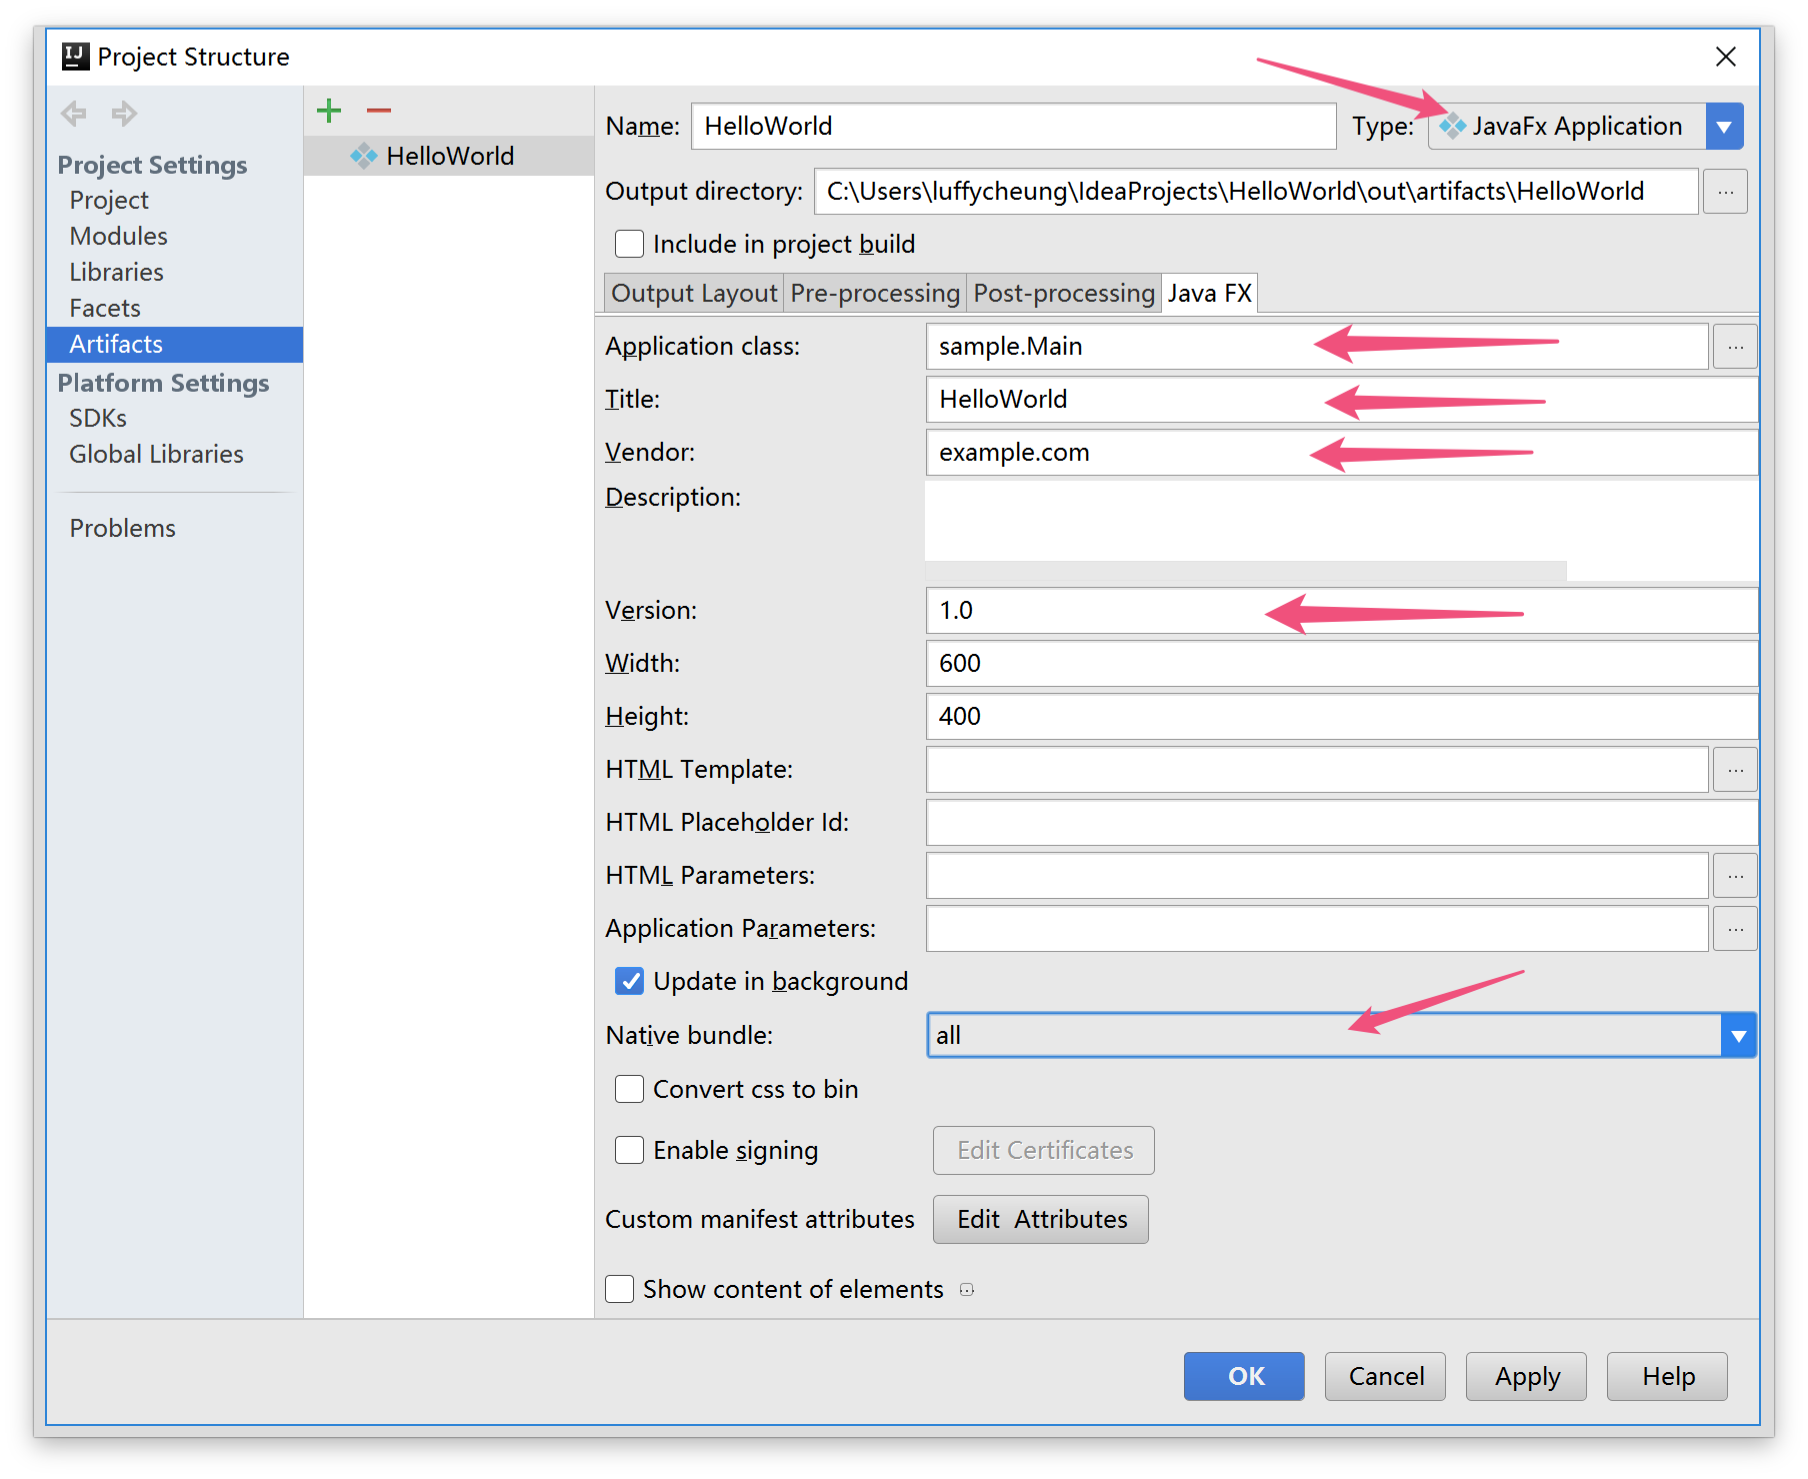 IJ Project Structure
Project Settings
Project
Modules
Libraries
Facets
Artifacts
Platform Settings
SDKs
Global Libraries
Problems
HelloWorld
Name: HelloWorld Type: JavaFx Application
Output directory: C:\Users\luffycheung\IdeaProjects\HelloWorld\out\artifacts\HelloWorld ...
Include in project build
Output Layout Pre-processing Post-processing Java FX
Application class: sample.Main ...
Title: HelloWorld
Vendor: example.com
Description:
Version: 1.0
Width: 600
Height: 400
HTML Template: ...
HTML Placeholder Id:
HTML Parameters: ...
Application Parameters: ...
Update in background
Native bundle: all
Convert css to bin
Enable signing Edit Certificates
Custom manifest attributes Edit Attributes
Show content of elements ...
OK Cancel Apply Help